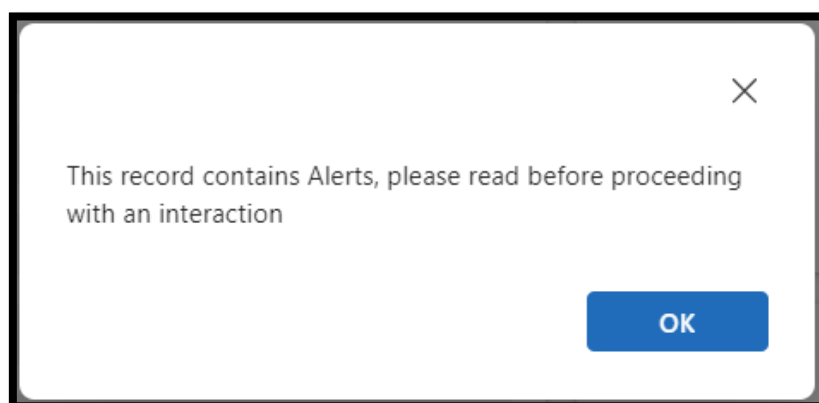 This record contains Alerts, please read before proceeding
with an interaction
OK